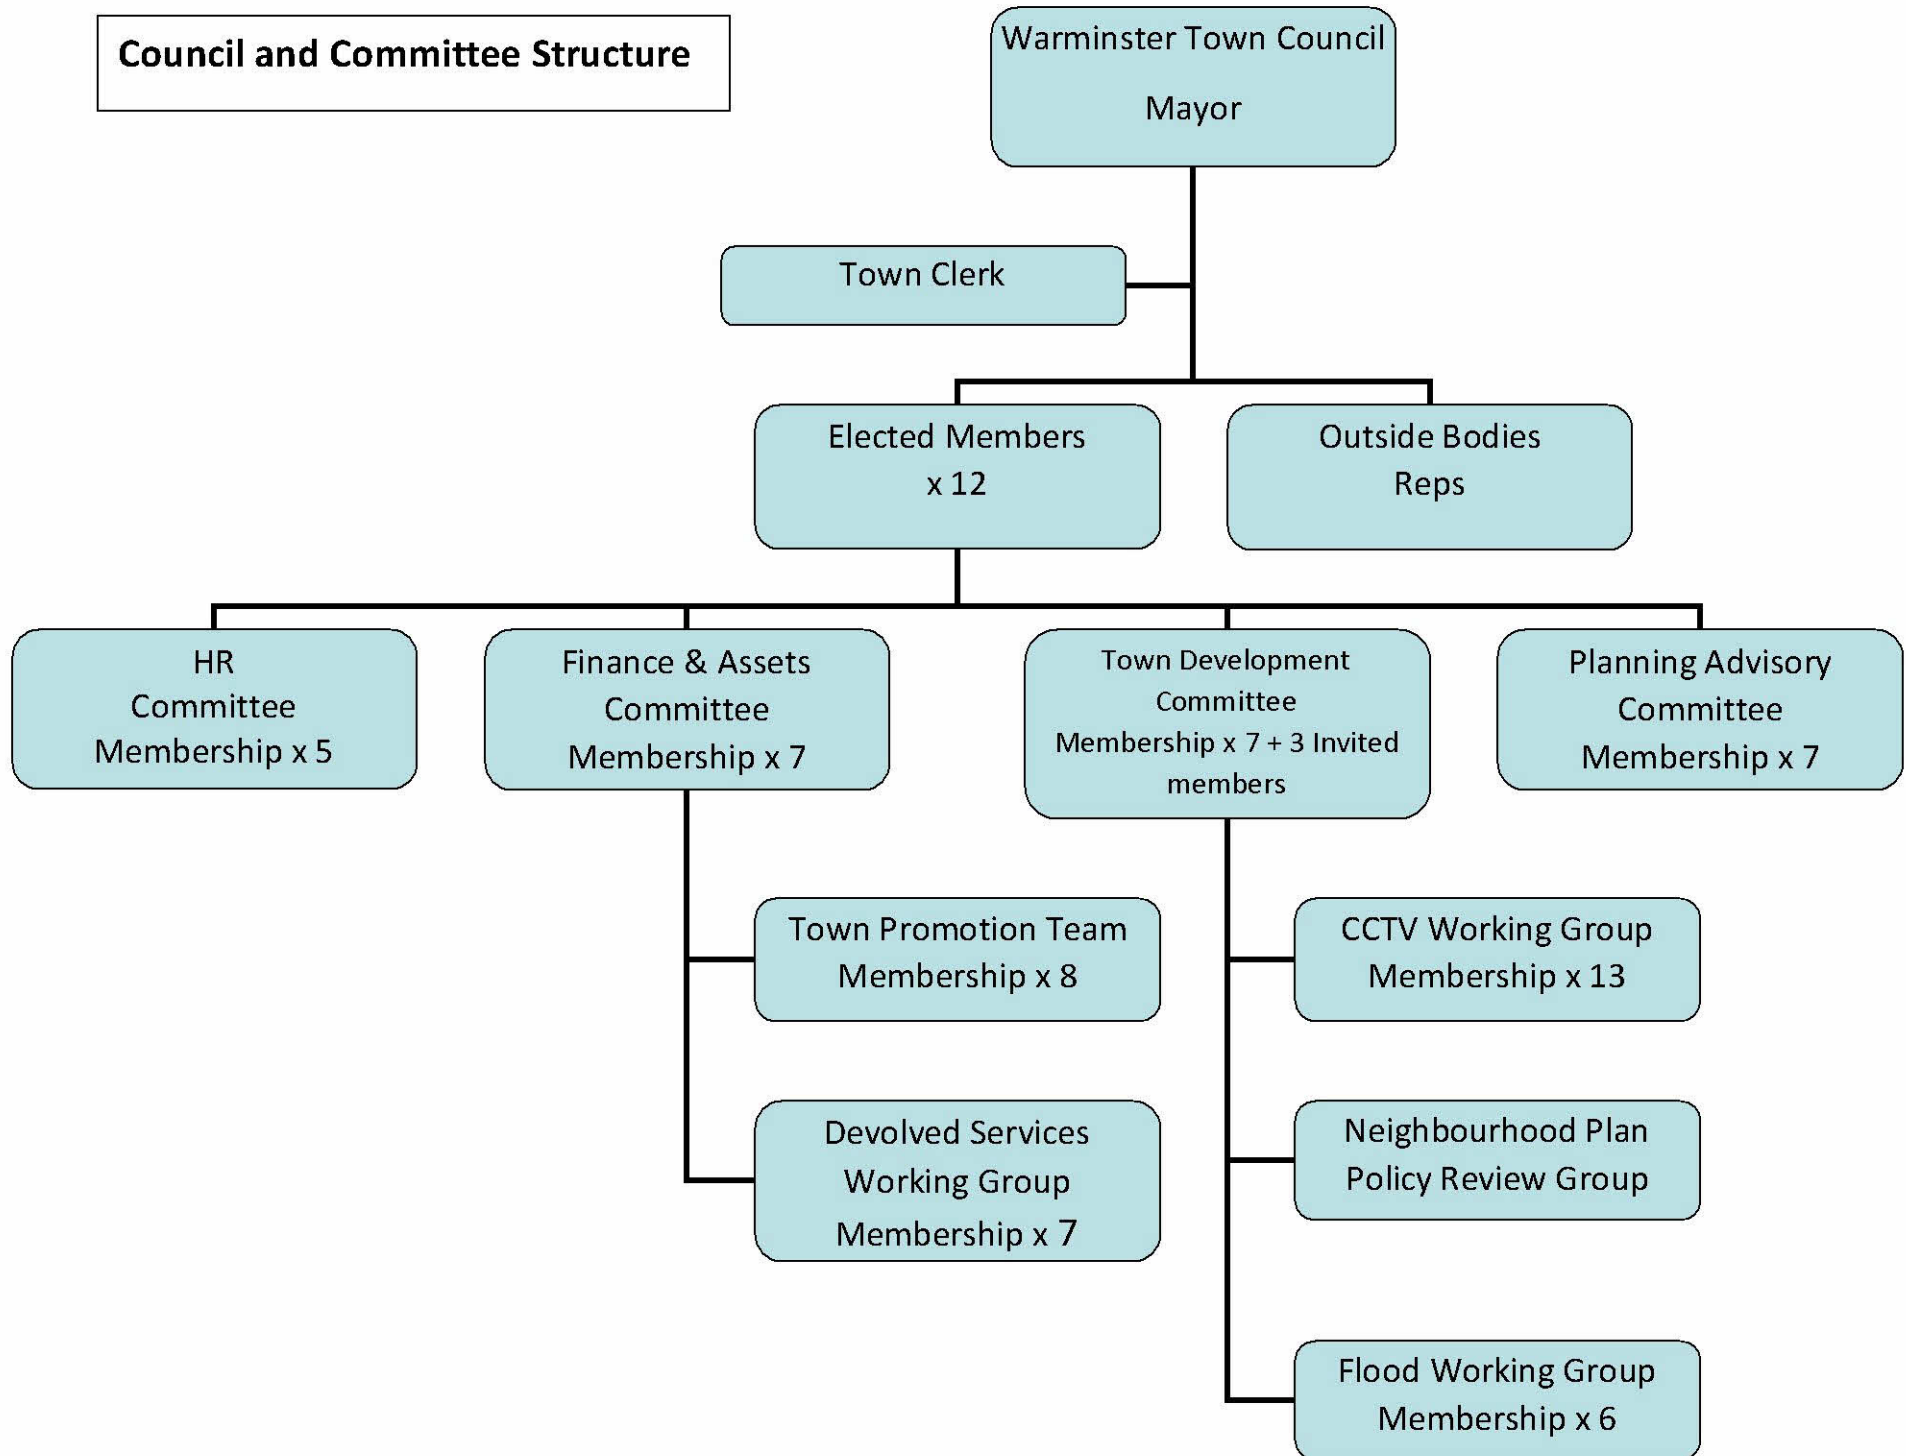 Council and Committee Structure
Warminster Town Council
Mayor
Town Clerk
Elected Members
x 12
Outside Bodies
Reps
HR
Committee
Membership x 5
Finance & Assets
Committee
Membership x 7
Town Development
Committee
Membership x 7 + 3 Invited
members
Planning Advisory
Committee
Membership x 7
Town Promotion Team
Membership x 8
Devolved Services
Working Group
Membership x 7
CCTV Working Group
Membership x 13
Neighbourhood Plan
Policy Review Group
Flood Working Group
Membership x 6